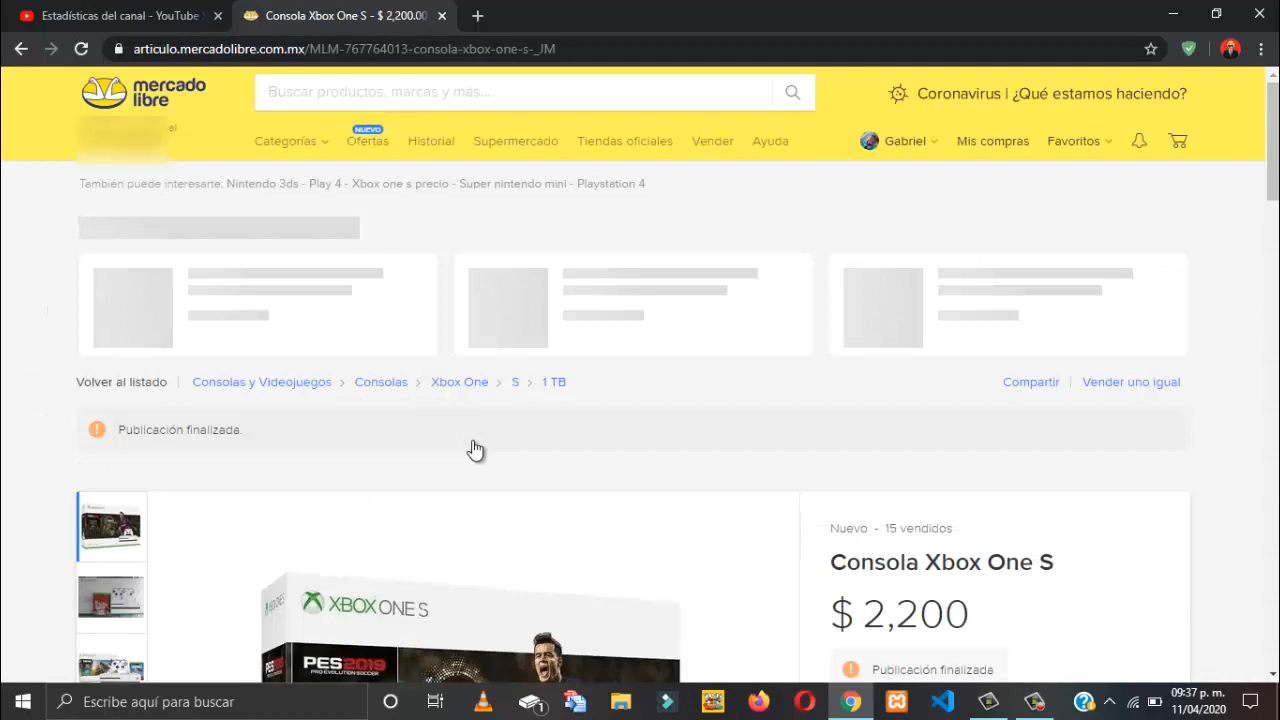 Estadísticas del canal - YouTube
Consola Xbox One S - $ 2,200.00
articulo.mercadolibre.com.mx/MLM-767764013-consola-xbox-one-s-_JM
mercado
libre
Buscar productos, marcas y más...
Coronavirus | ¿Qué estamos haciendo?
el
NUEVO
Categorías Ofertas Historial Supermercado Tiendas oficiales Vender Ayuda
Gabriel Mis compras Favoritos
También puede interesarte: Nintendo 3ds - Play 4 - Xbox one s precio - Super nintendo mini - Playstation 4
Volver al listado Consolas y Videojuegos > Consolas > Xbox One > S > 1 TB
Compartir Vender uno igual
Publicación finalizada.
Nuevo - 15 vendidos
Consola Xbox One S
$ 2,200
Publicación finalizada
XBOX ONE S
PES2019
PRO EVOLUTION SOCCER
Escribe aquí para buscar
1
09:37 p. m.
11/04/2020